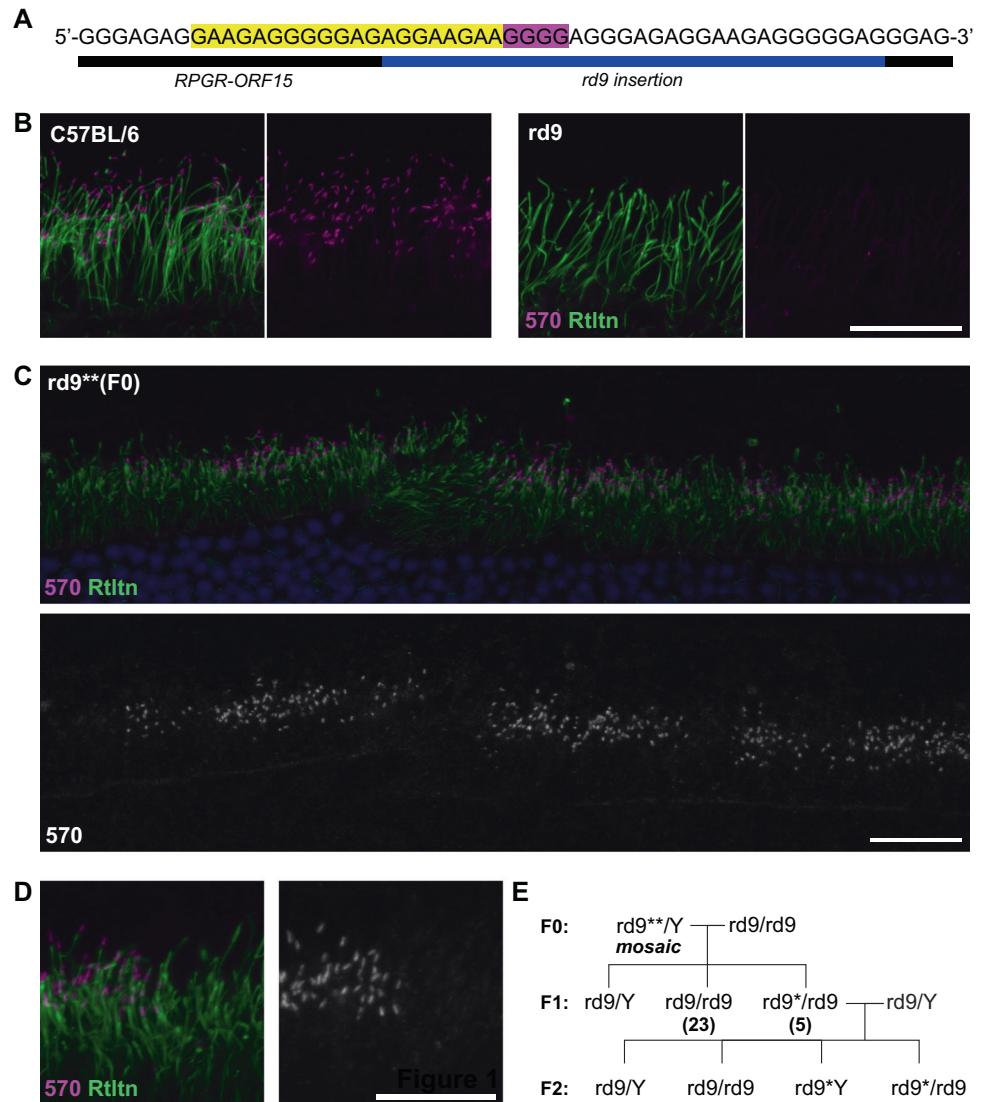 A
5'-GGGAGAGGAAGAGGGGGAGAGGAAGAAGGGGAGGGAGAGGAAGAGGGGGAGGGAG-3'
RPGR-ORF15
rd9 insertion
B
C57BL/6
rd9
570 Rtltn
C
rd9**(F0)
570 Rtltn
570
D
E
570 Rtltn
Figure 1
F0: rd9**/Y rd9/rd9
mosaic
F1: rd9/Y rd9/rd9 rd9*/rd9 rd9/Y
(23) (5)
F2: rd9/Y rd9/rd9 rd9*Y rd9*/rd9